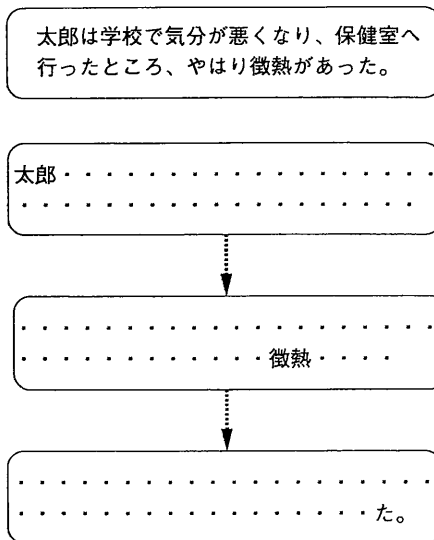 太郎は学校で気分が悪くなり、保健室へ
行ったところ、やはり微熱があった。
太郎・・・・・・・・・・・・・・・・・・
・・・・・・・・・・・・・・・・・・・
・・・・・・・・・・・・・・・・・・・・
・・・・・・・・・・・・微熱・・・・
・・・・・・・・・・・・・・・・・・・・
・・・・・・・・・・・・・・・・・た。